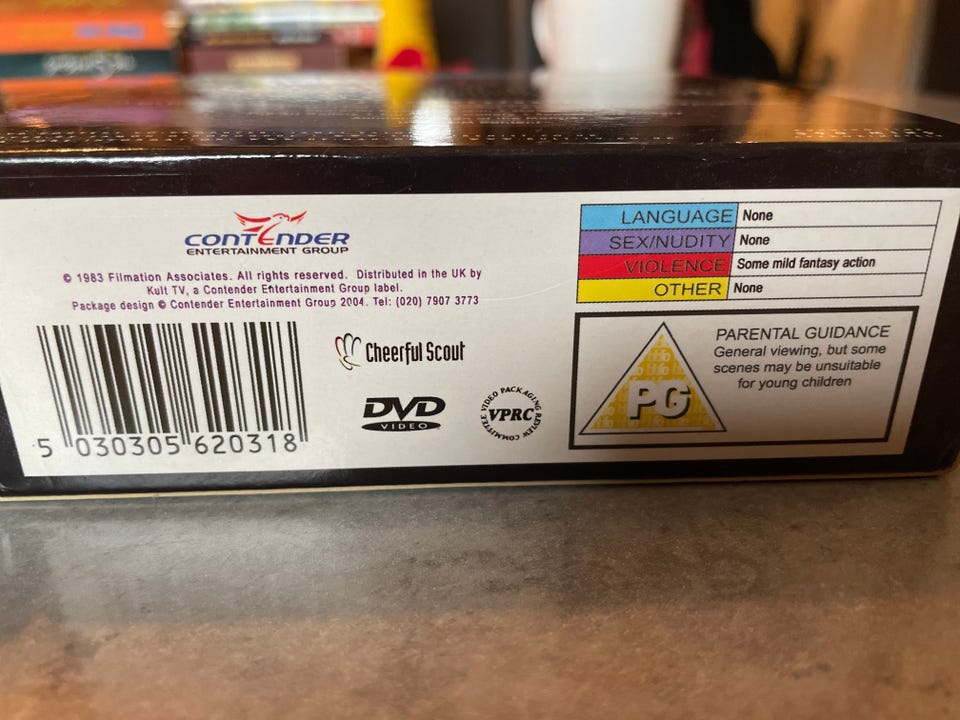 CONTENDER
ENTERTAINMENT GROUP
© 1983 Filmation Associates. All rights reserved. Distributed in the UK by
Kult TV, a Contender Entertainment Group label.
Package design © Contender Entertainment Group 2004. Tel: (020) 7907 3773
5 030305 620318
Cheerful Scout
DVD
VIDEO
VIDEO PACKAGING REVIEW COMMITTEE
VPRC
LANGUAGE None
SEX/NUDITY None
VIOLENCE Some mild fantasy action
OTHER None
PG
PARENTAL GUIDANCE
General viewing, but some
scenes may be unsuitable
for young children